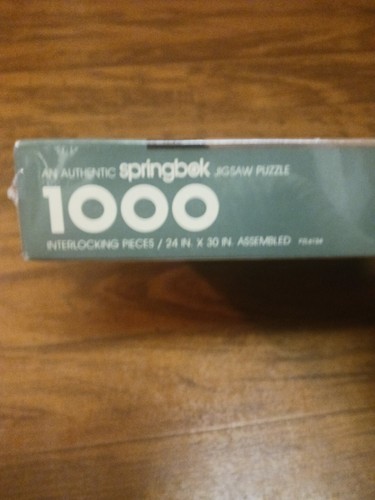 AN AUTHENTIC springbok JIGSAW PUZZLE
1000
INTERLOCKING PIECES / 24 IN. X 30 IN. ASSEMBLED